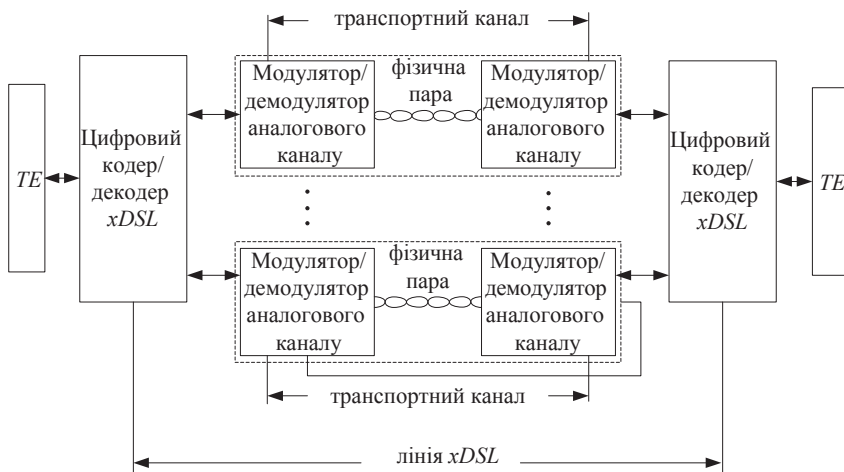 транспортний канал
Модулятор/
демодулятор
аналогового
каналу
фізична
пара
Модулятор/
демодулятор
аналогового
каналу
TE
Цифровий
кодер/
декодер
xDSL
Цифровий
кодер/
декодер
xDSL
TE
Модулятор/
демодулятор
аналогового
каналу
фізична
пара
Модулятор/
демодулятор
аналогового
каналу
транспортний канал
лінія xDSL